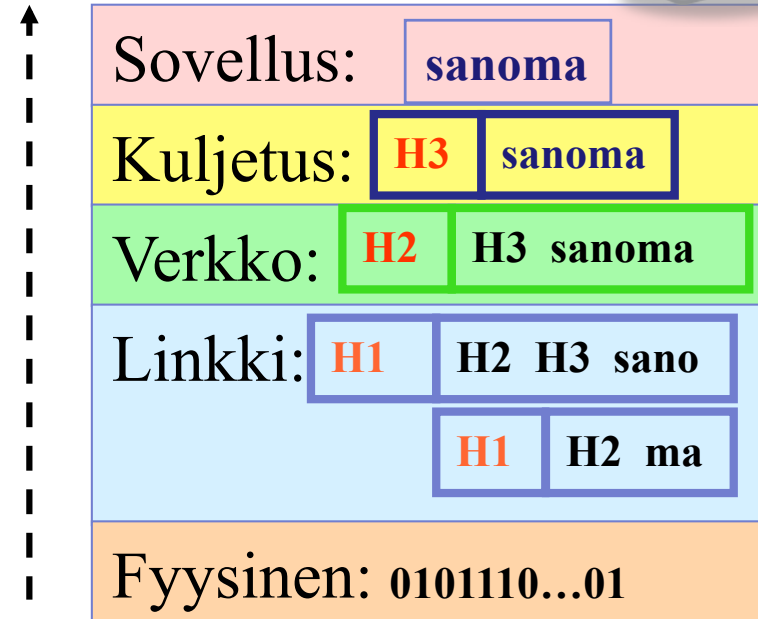 Sovellus: sanoma
Kuljetus: H3 sanoma
Verkko: H2 H3 sanoma
Linkki: H1 H2 H3 sano
H1 H2 ma
Fyysinen: 0101110...01